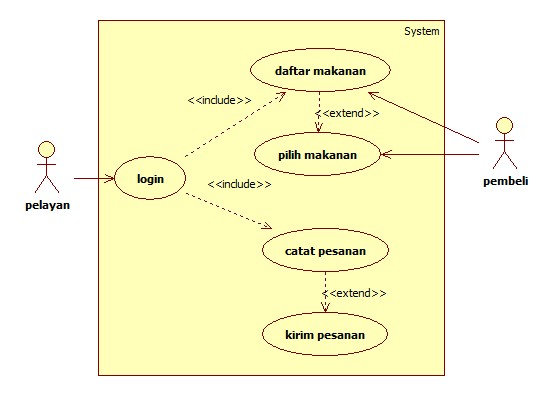 System
daftar makanan
<<include>>
<<extend>>
pilih makanan
login
pelayan
pembeli
<<include>>
catat pesanan
<<extend>>
kirim pesanan